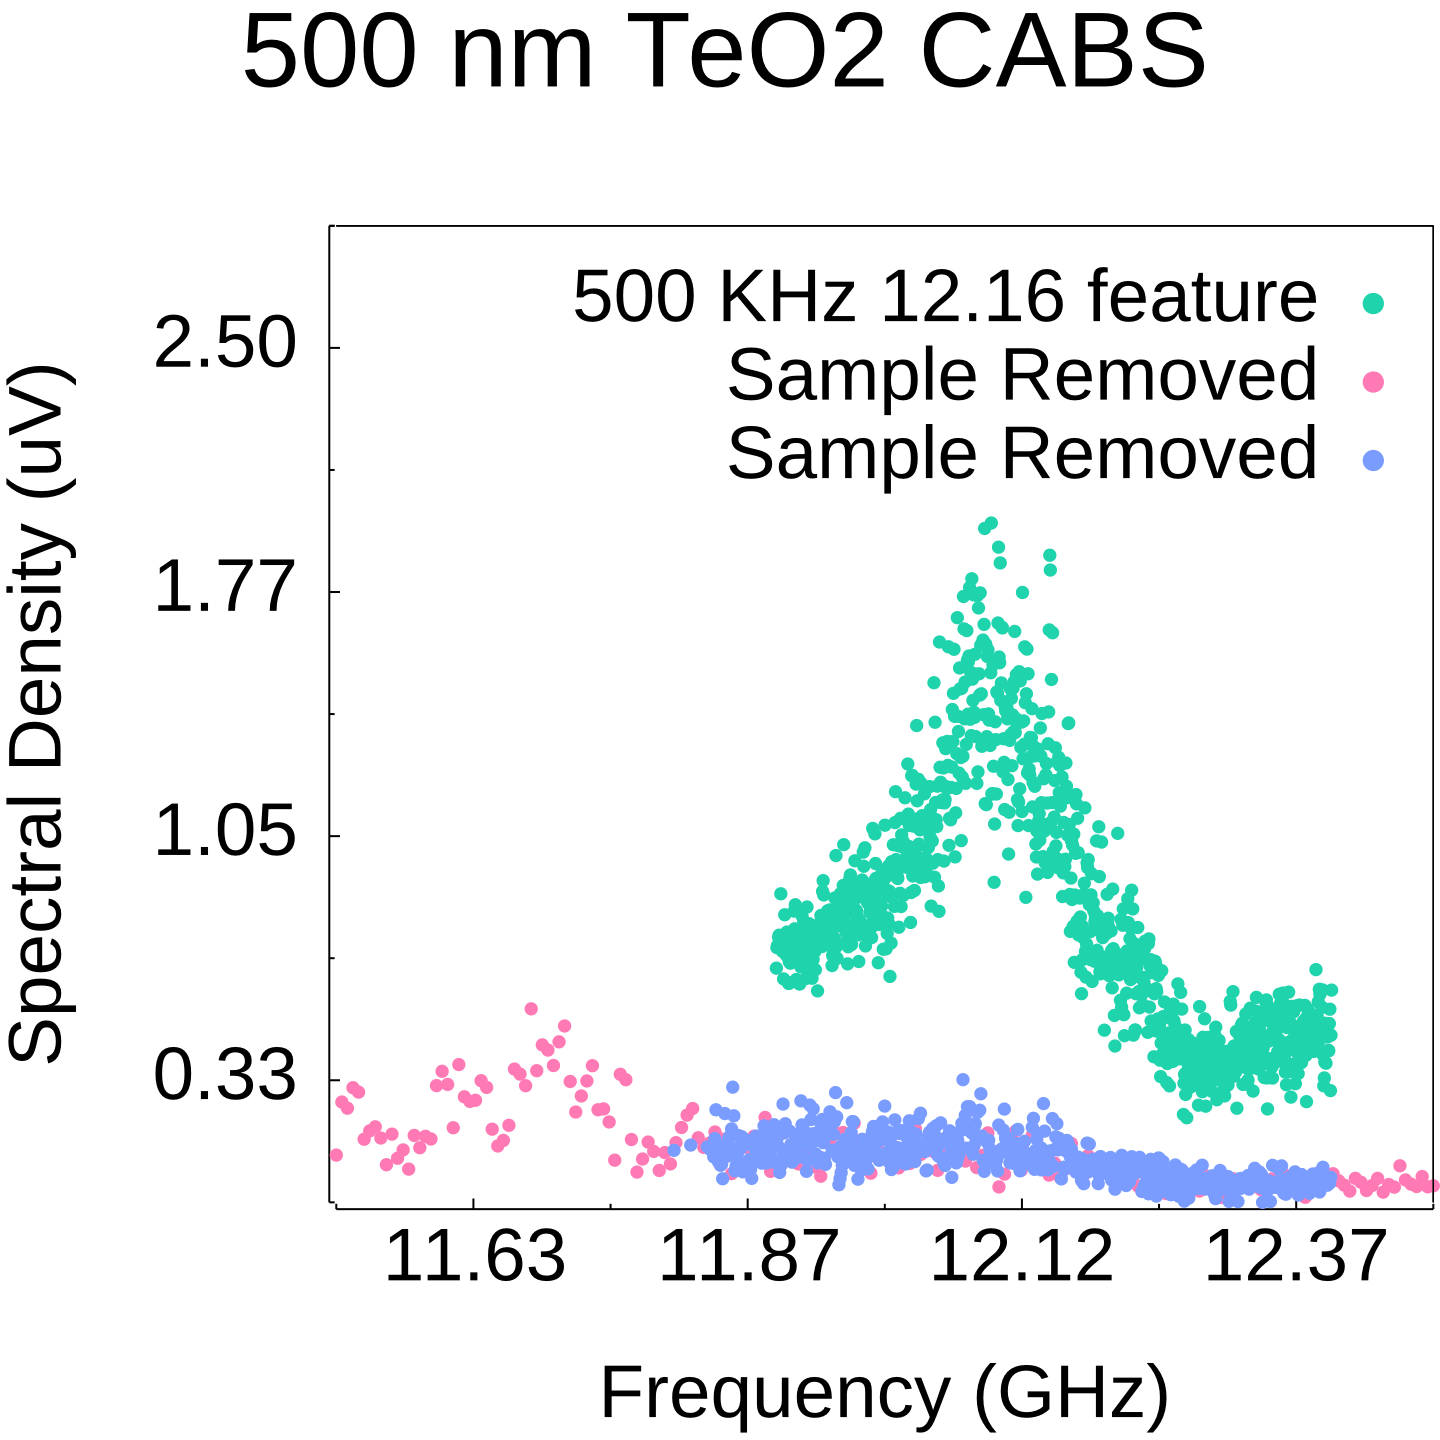 500 nm TeO2 CABS
500 KHz 12.16 feature
Sample Removed
Sample Removed
Spectral Density (uV)
2.50
1.77
1.05
0.33
11.63 11.87 12.12 12.37
Frequency (GHz)